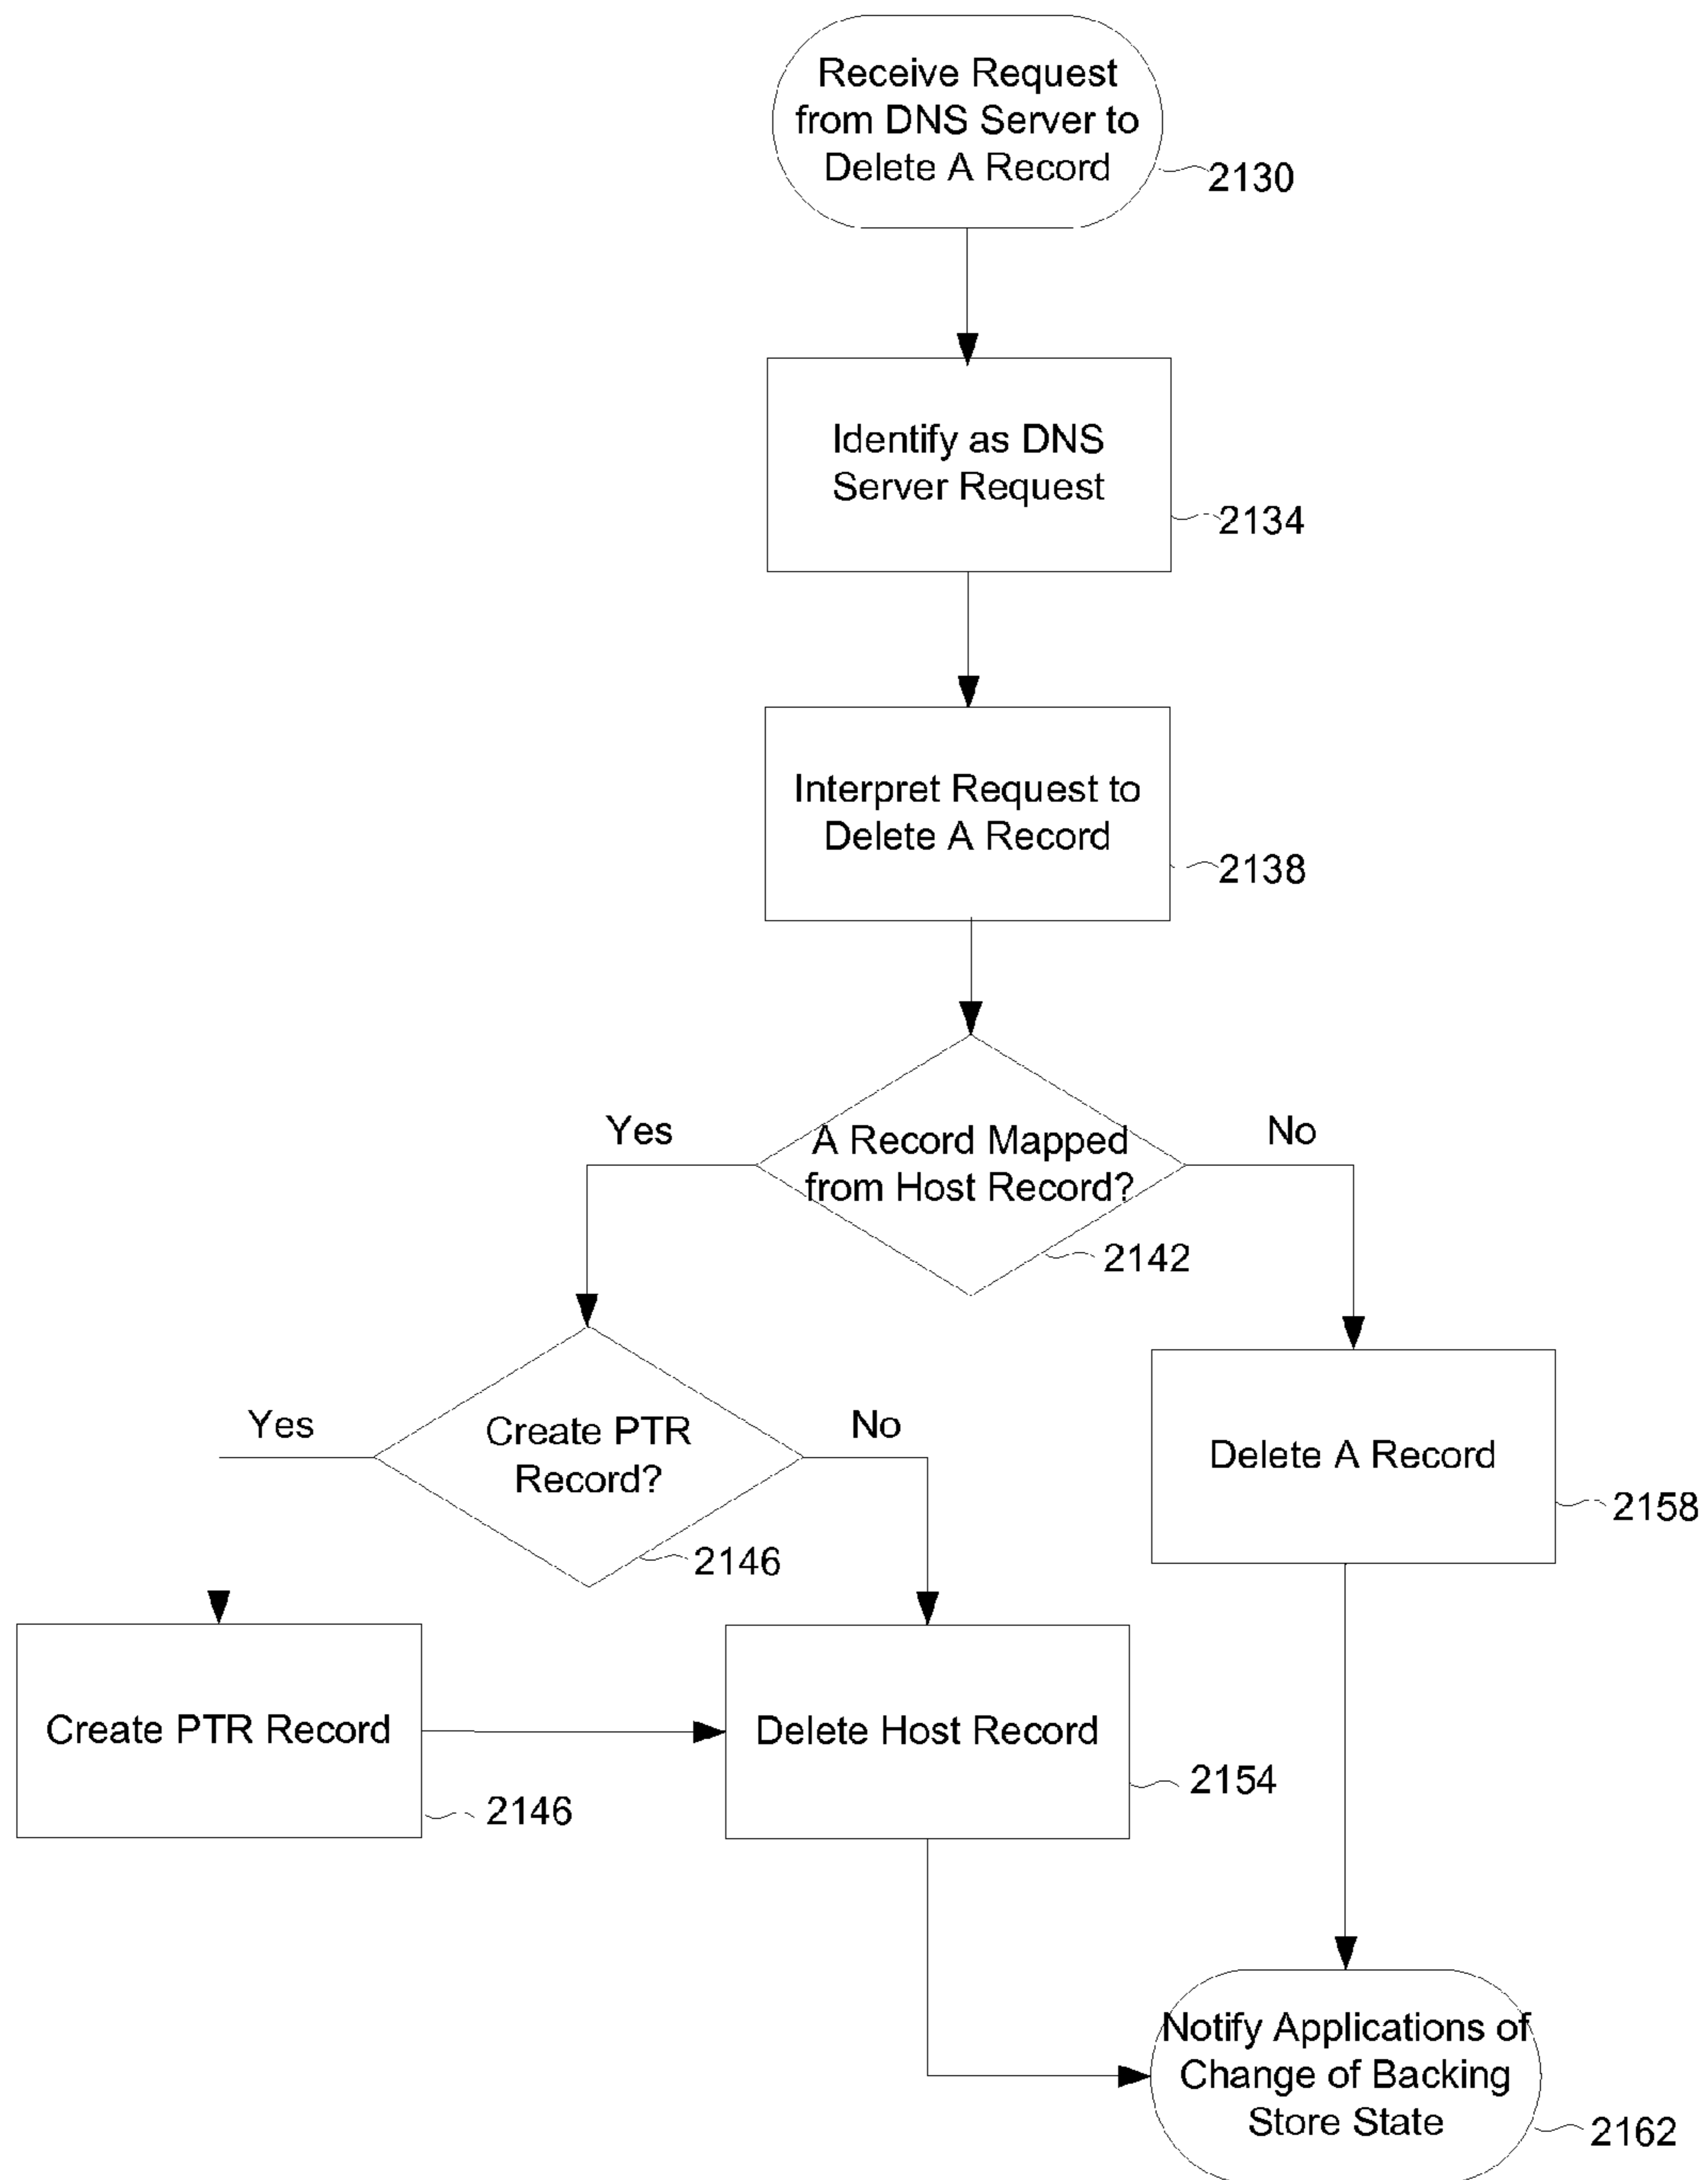 Receive Request
from DNS Server to
Delete A Record
2130
Identify as DNS
Server Request
2134
Interpret Request to
Delete A Record
2138
Yes
No
A Record Mapped
from Host Record?
2142
Yes
No
Create PTR
Record?
2146
Delete A Record
2158
Create PTR Record
2146
Delete Host Record
2154
Notify Applications of
Change of Backing
Store State
2162